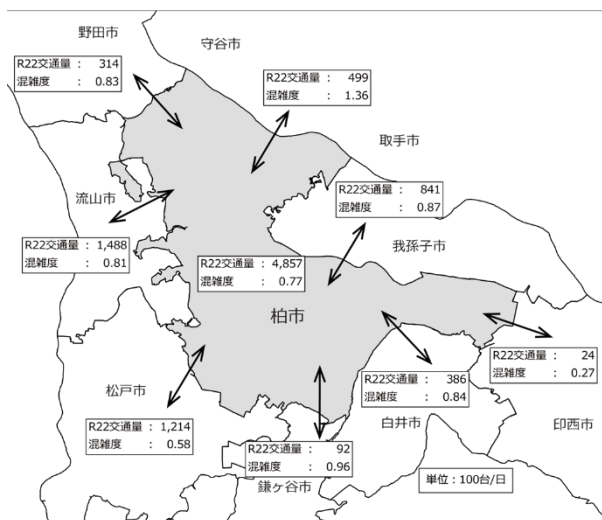 野田市
守谷市
R22交通量 : 314
混雑度 : 0.83
R22交通量 : 499
混雑度 : 1.36
取手市
R22交通量 : 841
混雑度 : 0.87
流山市
R22交通量 : 1,488
混雑度 : 0.81
我孫子市
R22交通量 : 4,857
混雑度 : 0.77
柏市
R22交通量 : 24
混雑度 : 0.27
R22交通量 : 386
混雑度 : 0.84
松戸市
R22交通量 : 1,214
混雑度 : 0.58
白井市
印西市
R22交通量 : 92
混雑度 : 0.96
鎌ヶ谷市
単位：100台/日